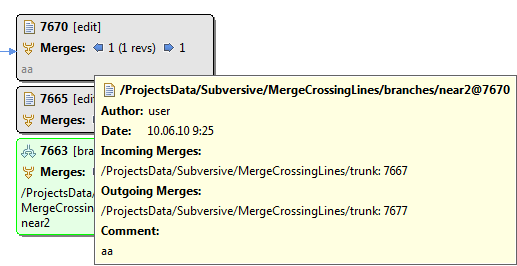 7670 [edit]
Merges: 1 (1 revs) 1
aa
7665 [edit
Merges:
7663 [bra
Merges:
/ProjectsData/
MergeCrossingLines/
near2
/ProjectsData/Subversive/MergeCrossingLines/branches/near2@7670
Author: user
Date: 10.06.10 9:25
Incoming Merges:
/ProjectsData/Subversive/MergeCrossingLines/trunk: 7667
Outgoing Merges:
/ProjectsData/Subversive/MergeCrossingLines/trunk: 7677
Comment:
aa